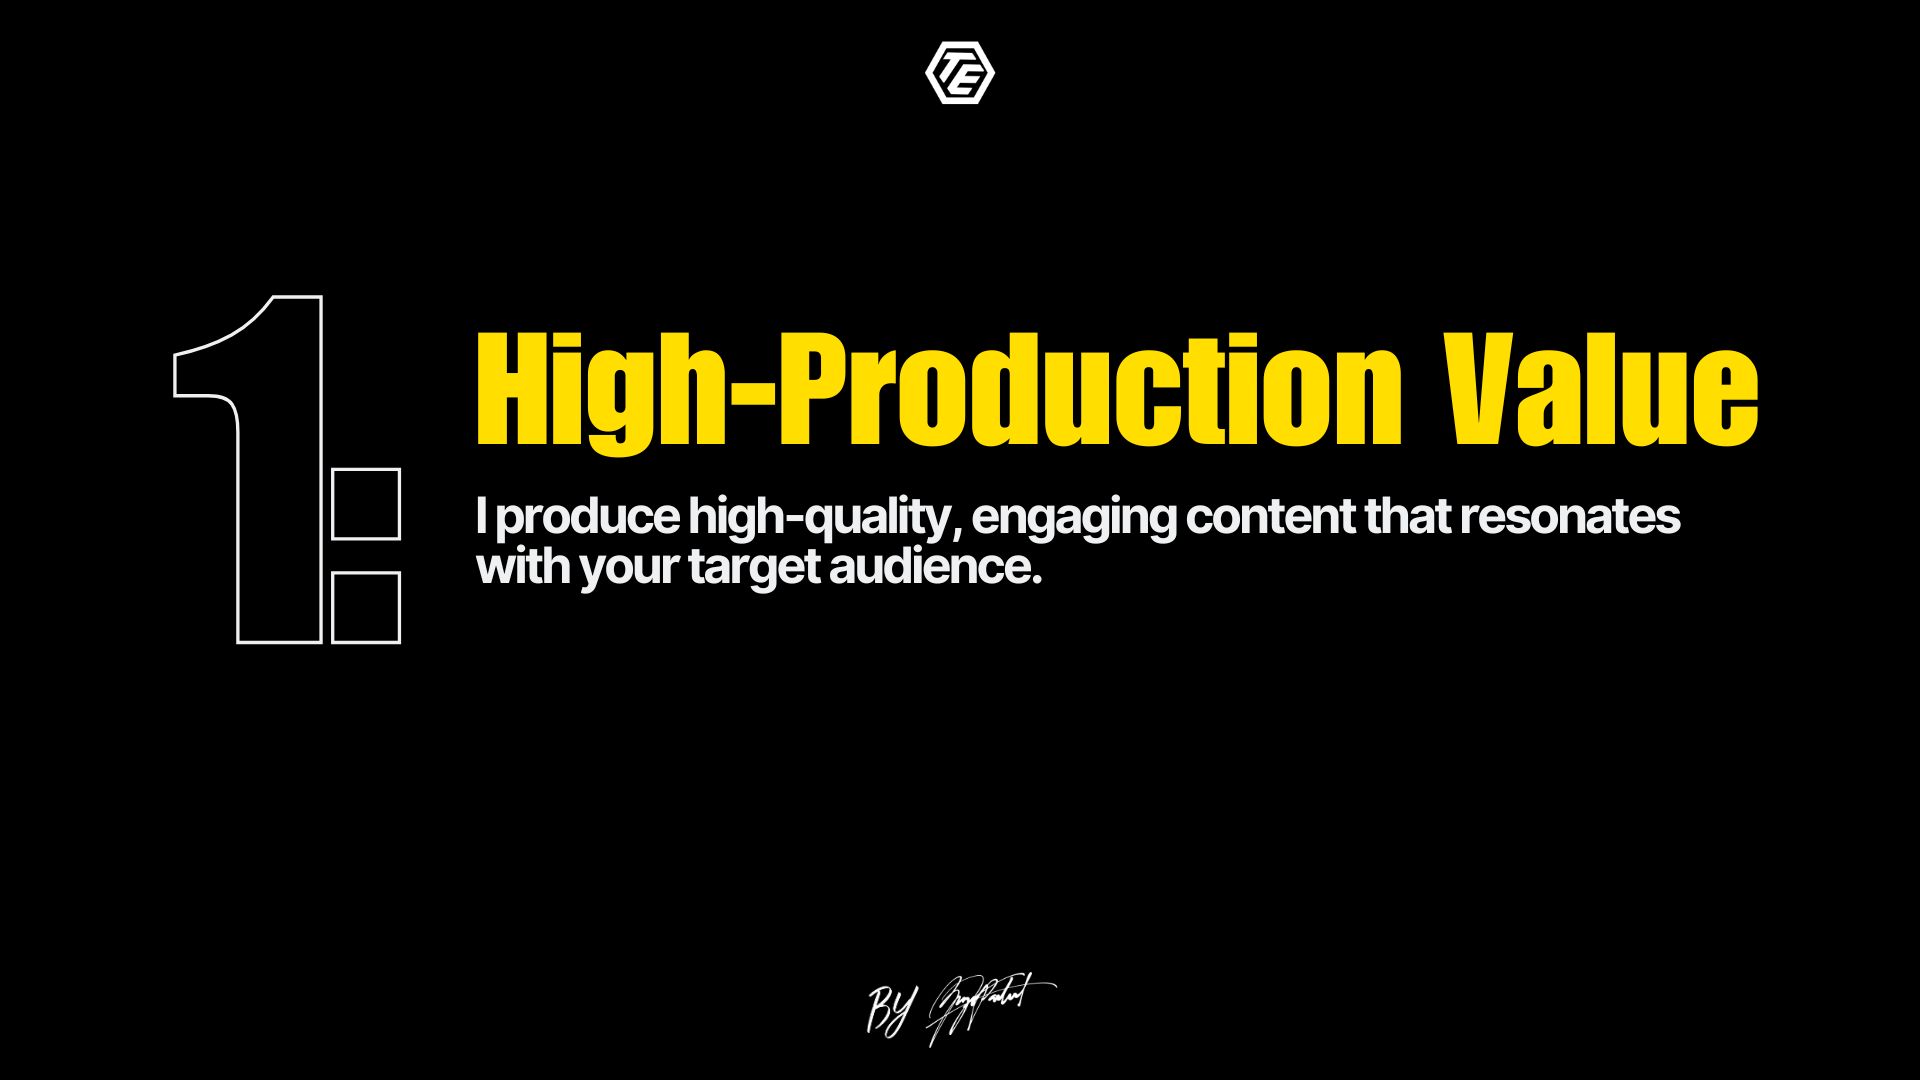 TE
1:
High-Production Value
I produce high-quality, engaging content that resonates
with your target audience.
BY